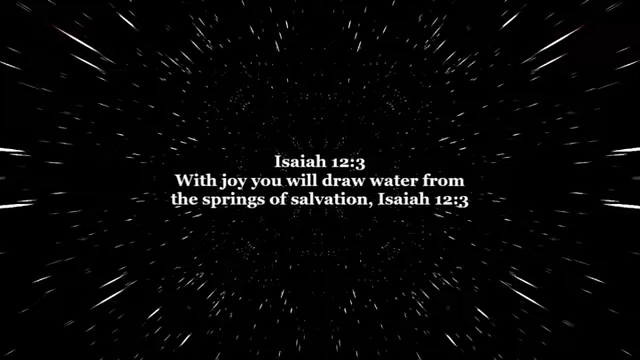 Isaiah 12:3
With joy you will draw water from
the springs of salvation, Isaiah 12:3